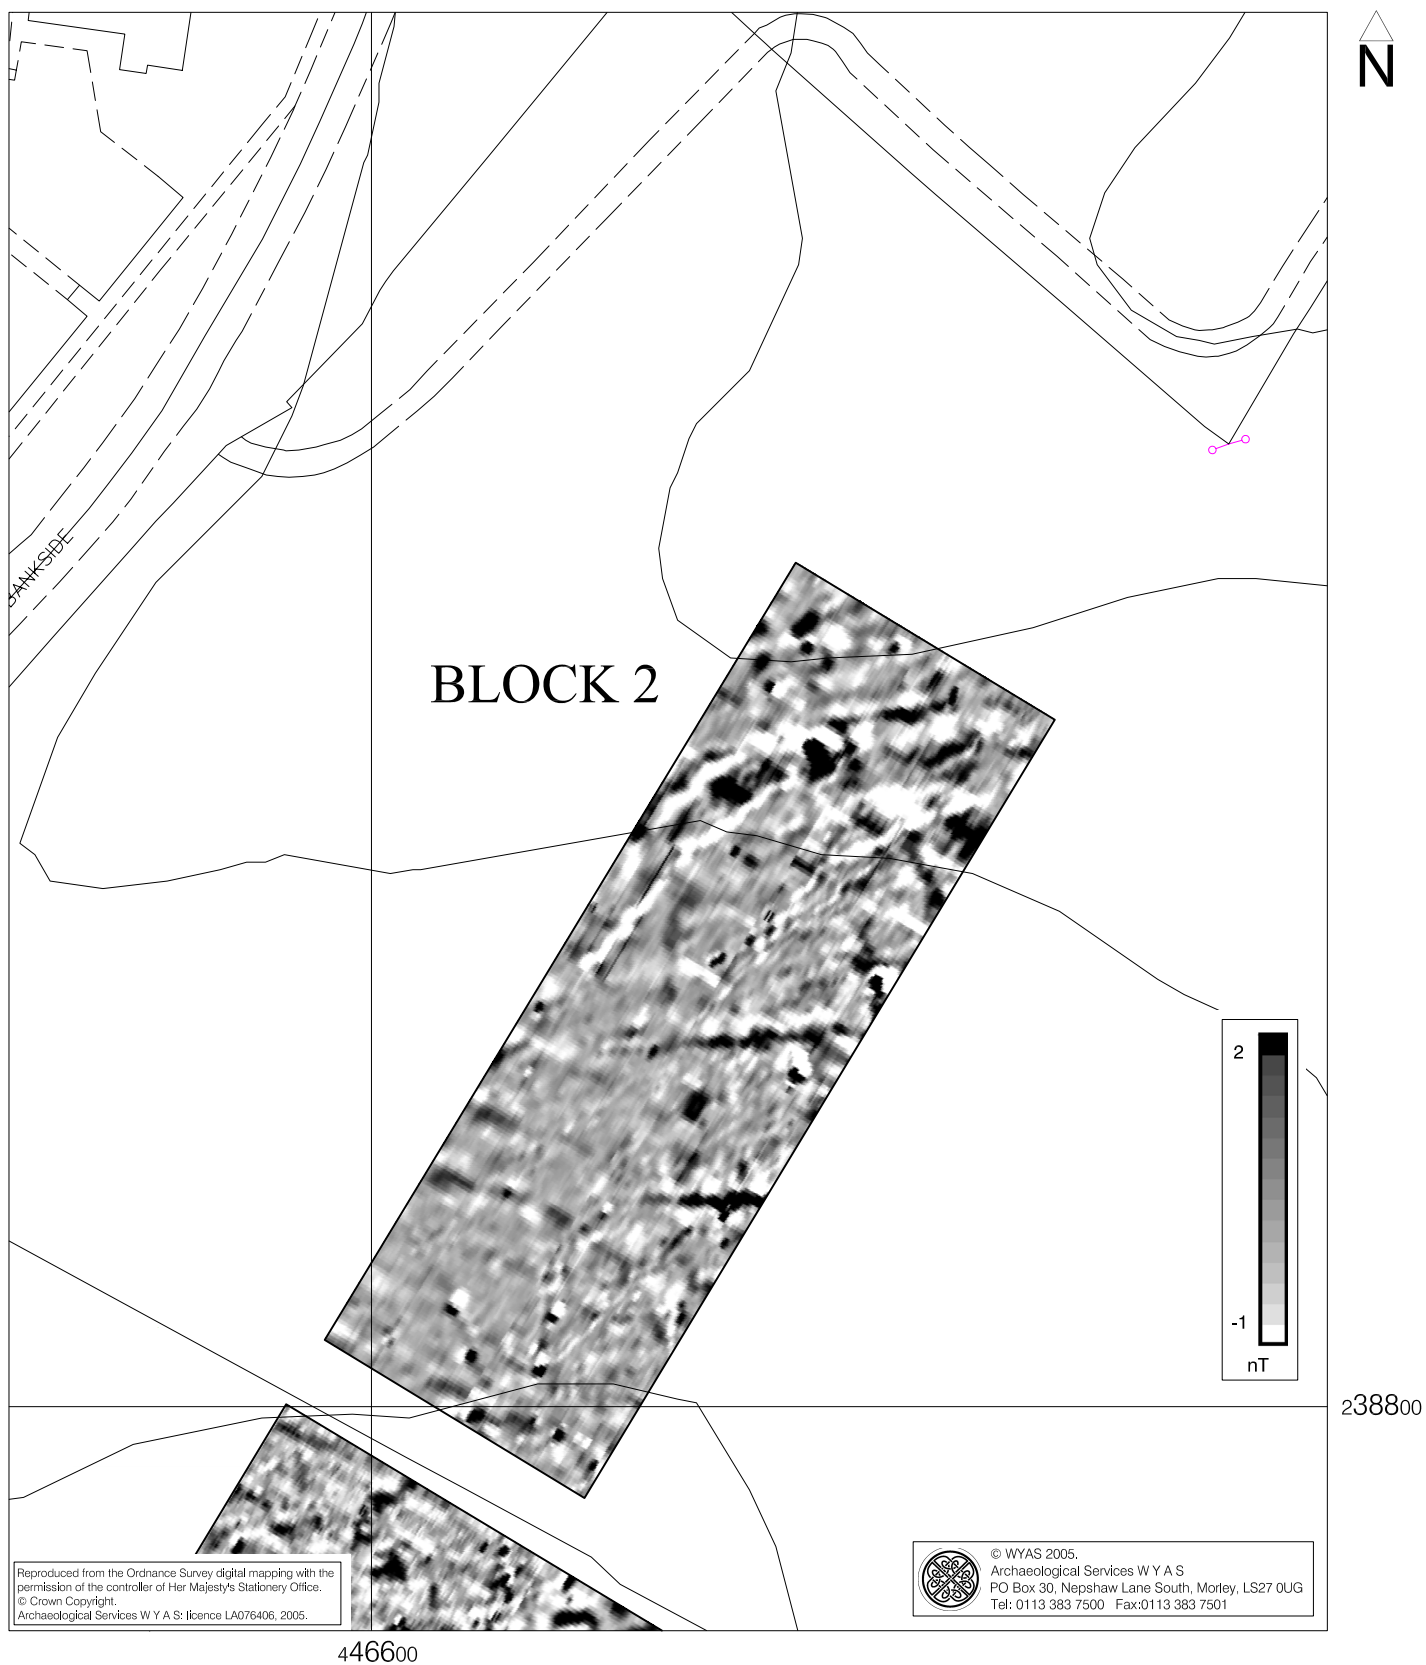 N
BANKSIDE
BLOCK 2
2
-1
nT
238800
Reproduced from the Ordnance Survey digital mapping with the
permission of the controller of Her Majesty's Stationery Office.
© Crown Copyright.
Archaeological Services W Y A S: licence LA076406, 2005.
© WYAS 2005.
Archaeological Services W Y A S
PO Box 30, Nepshaw Lane South, Morley, LS27 0UG
Tel: 0113 383 7500 Fax:0113 383 7501
446600